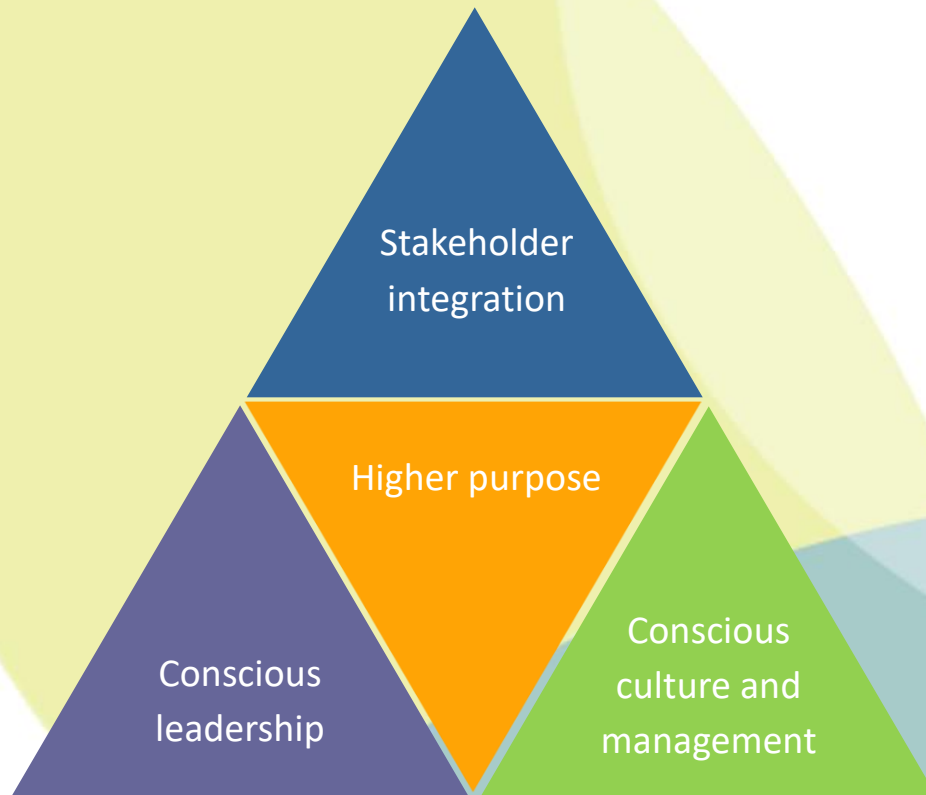 Stakeholder
integration
Higher purpose
Conscious
leadership
Conscious
culture and
management